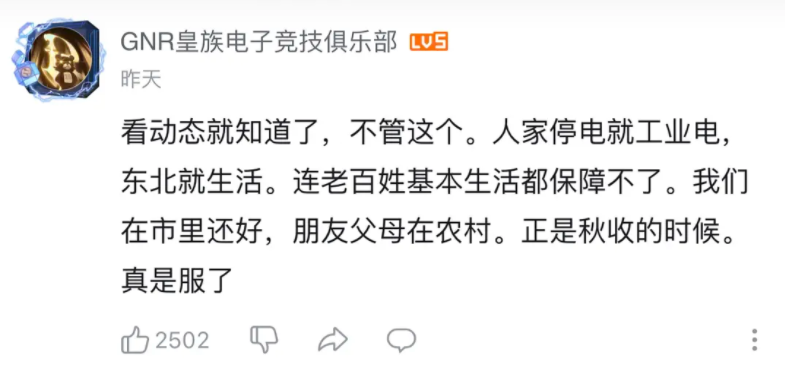 GNR皇族电子竞技俱乐部 LV5
昨天
看动态就知道了，不管这个。人家停电就工业电，
东北就生活。连老百姓基本生活都保障不了。我们
在市里还好，朋友父母在农村。正是秋收的时候。
真是服了
2502